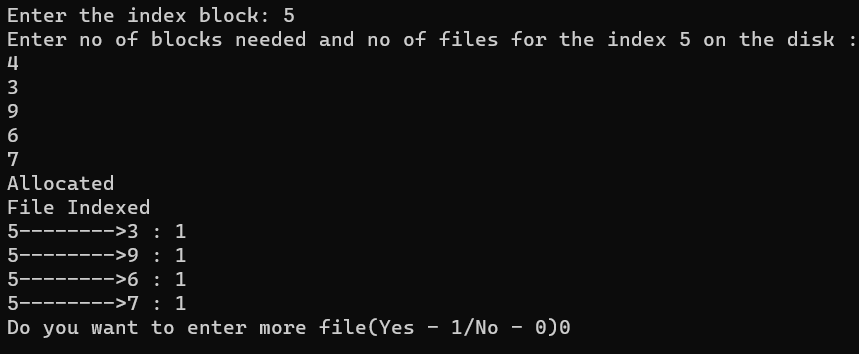 Enter the index block: 5
Enter no of blocks needed and no of files for the index 5 on the disk :
4
3
9
6
7
Allocated
File Indexed
5-------->3 : 1
5-------->9 : 1
5-------->6 : 1
5-------->7 : 1
Do you want to enter more file(Yes - 1/No - 0)0